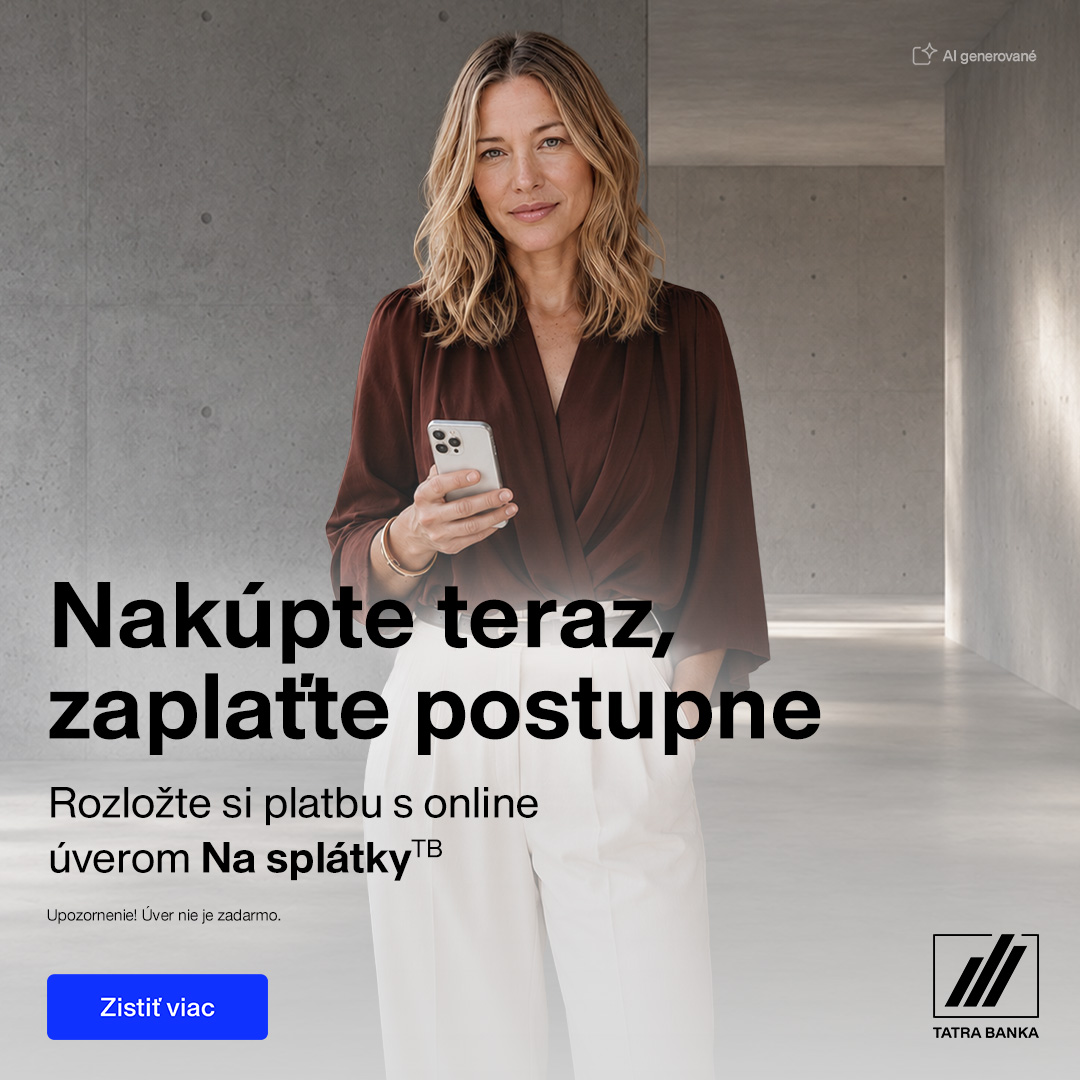 AI generované
Nakúpte teraz,
zaplaťte postupne
Rozložte si platbu s online
úverom Na splátkyTB
Upozornenie! Úver nie je zadarmo.
Zistiť viac
TATRA BANKA